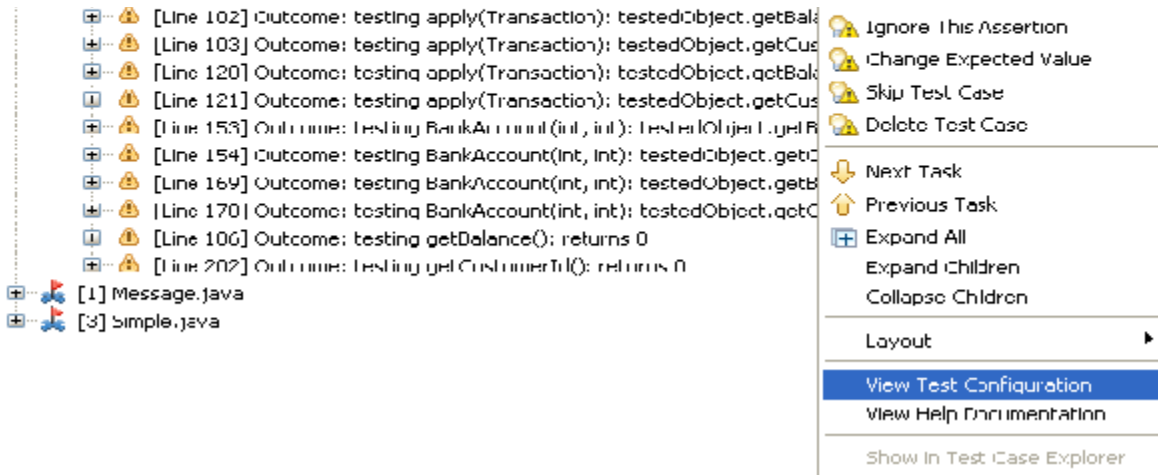 [Line 102] Outcome: testing apply(Transaction): testedObject.getBala
[Line 103] Outcome: testing apply(Transaction): testedObject.getCus
[Line 120] Outcome: testing apply(Transaction): testedObject.getBala
[Line 121] Outcome: testing apply(Transaction): testedObject.getCus
[Line 153] Outcome: testing BankAccount(int, int): testedObject.getB
[Line 154] Outcome: testing BankAccount(int, int): testedObject.getC
[Line 169] Outcome: testing BankAccount(int, int): testedObject.getB
[Line 170] Outcome: testing BankAccount(int, int): testedObject.getC
[Line 186] Outcome: testing getBalance(): returns 0
[Line 202] Outcome: testing getCustomerId(): returns 0
[1] Message.java
[3] Simple.java
Ignore This Assertion
Change Expected Value
Skip Test Case
Delete Test Case
Next Task
Previous Task
Expand All
Expand Children
Collapse Children
Layout
View Test Configuration
View Help Documentation
Show In Test Case Explorer